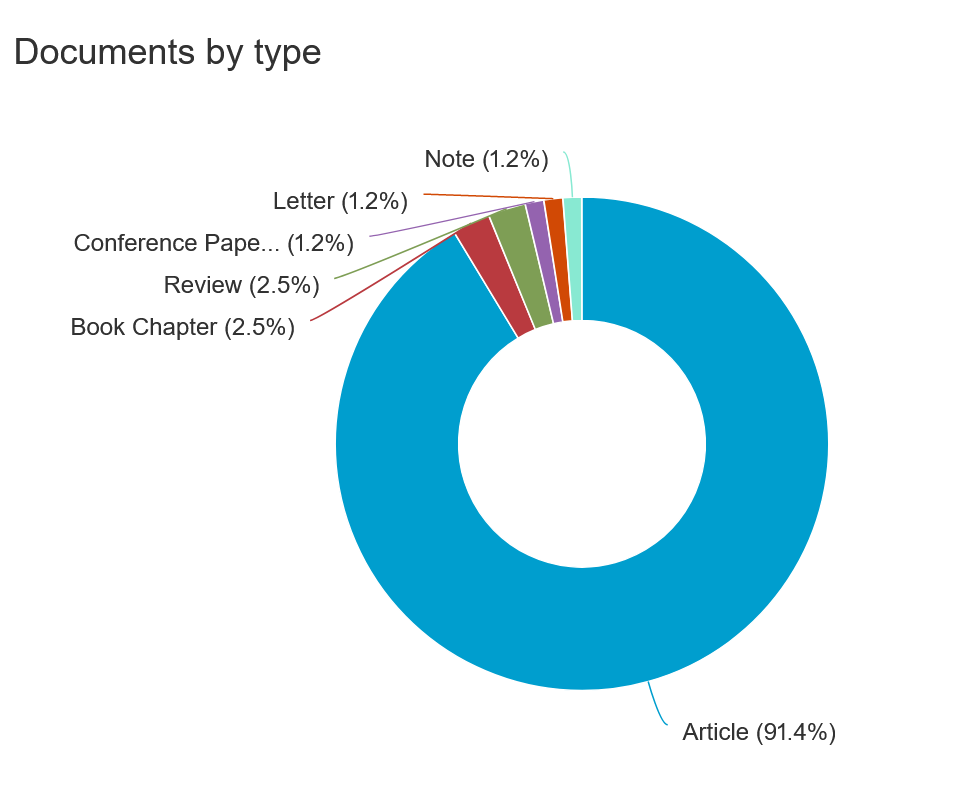 Documents by type
Note (1.2%)
Letter (1.2%)
Conference Pape... (1.2%)
Review (2.5%)
Book Chapter (2.5%)
Article (91.4%)